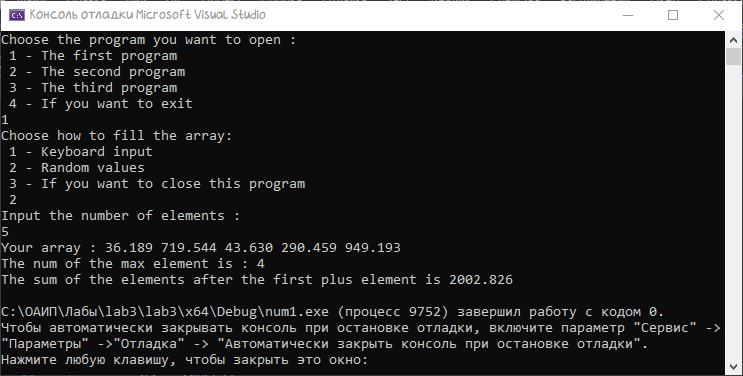 Консоль отладки Microsoft Visual Studio
Choose the program you want to open :
1 - The first program
2 - The second program
3 - The third program
4 - If you want to exit
1
Choose how to fill the array:
1 - Keyboard input
2 - Random values
3 - If you want to close this program
2
Input the number of elements :
5
Your array : 36.189 719.544 43.630 290.459 949.193
The num of the max element is : 4
The sum of the elements after the first plus element is 2002.826
C:\ОАИП\Лабы\lab3\lab3\x64\Debug\num1.exe (процесс 9752) завершил работу с кодом 0.
Чтобы автоматически закрывать консоль при остановке отладки, включите параметр "Сервис" ->
"Параметры" ->"Отладка" -> "Автоматически закрыть консоль при остановке отладки".
Нажмите любую клавишу, чтобы закрыть это окно: